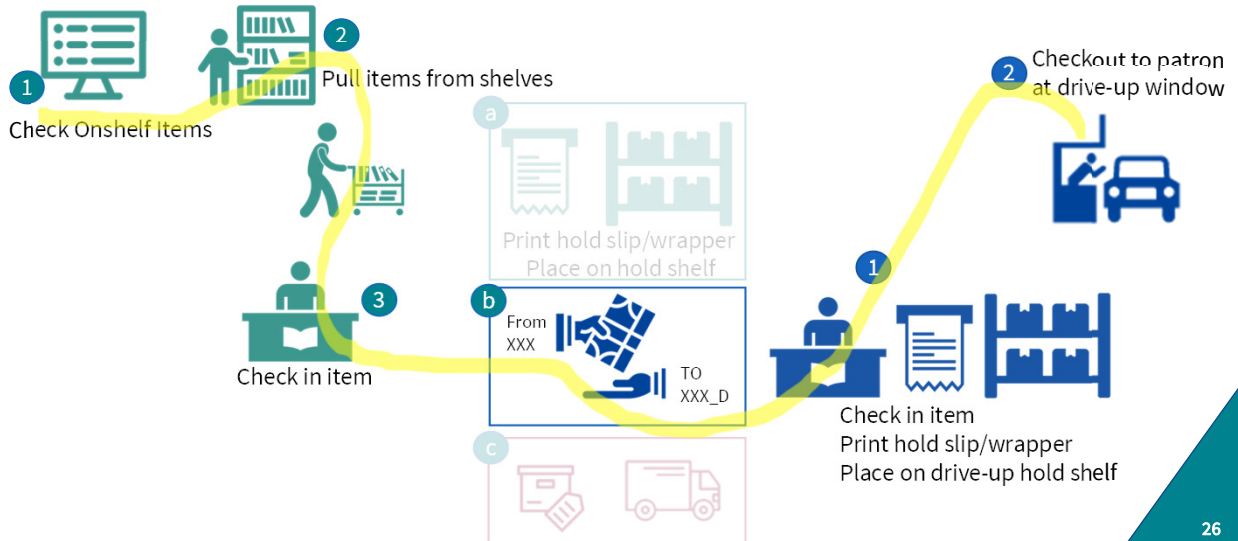 1
Check Onshelf Items
2
Pull items from shelves
3
Check in item
a
Print hold slip/wrapper
Place on hold shelf
b
From
XXX
TO
XXX_D
c
1
Check in item
Print hold slip/wrapper
Place on drive-up hold shelf
2
Checkout to patron
at drive-up window
26